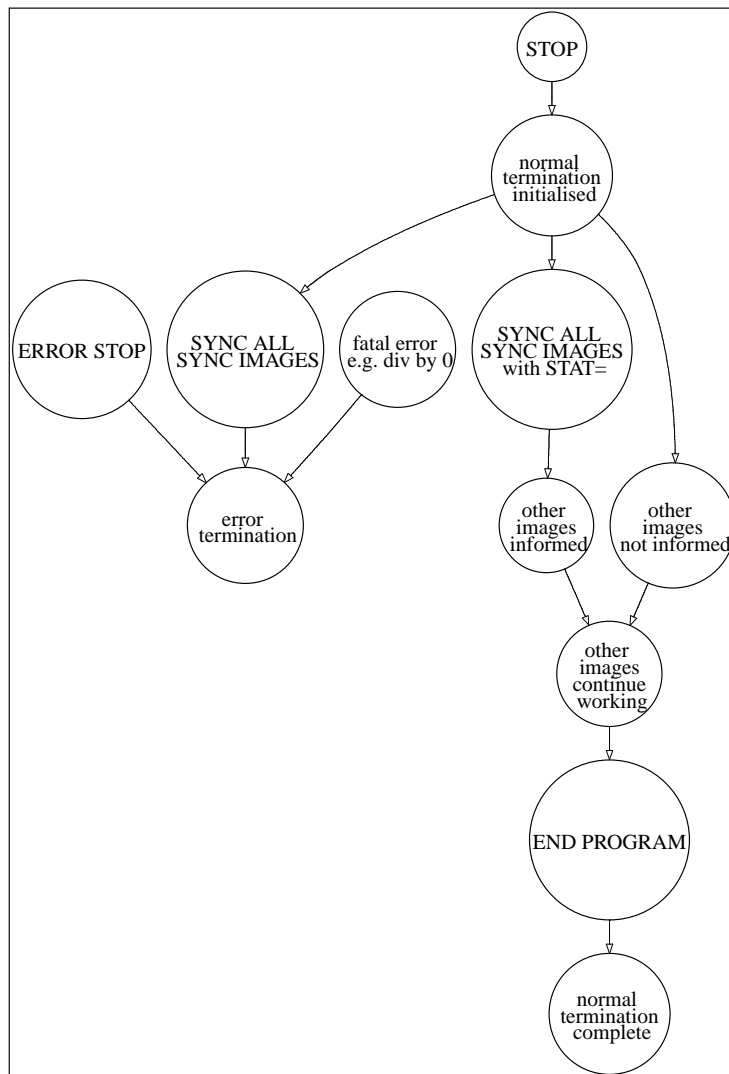 STOP
normal
termination
initialised
ERROR STOP
SYNC ALL
SYNC IMAGES
fatal error
e.g. div by 0
SYNC ALL
SYNC IMAGES
with STAT=
error
termination
other
images
informed
other
images
not informed
other
images
continue
working
END PROGRAM
normal
termination
complete